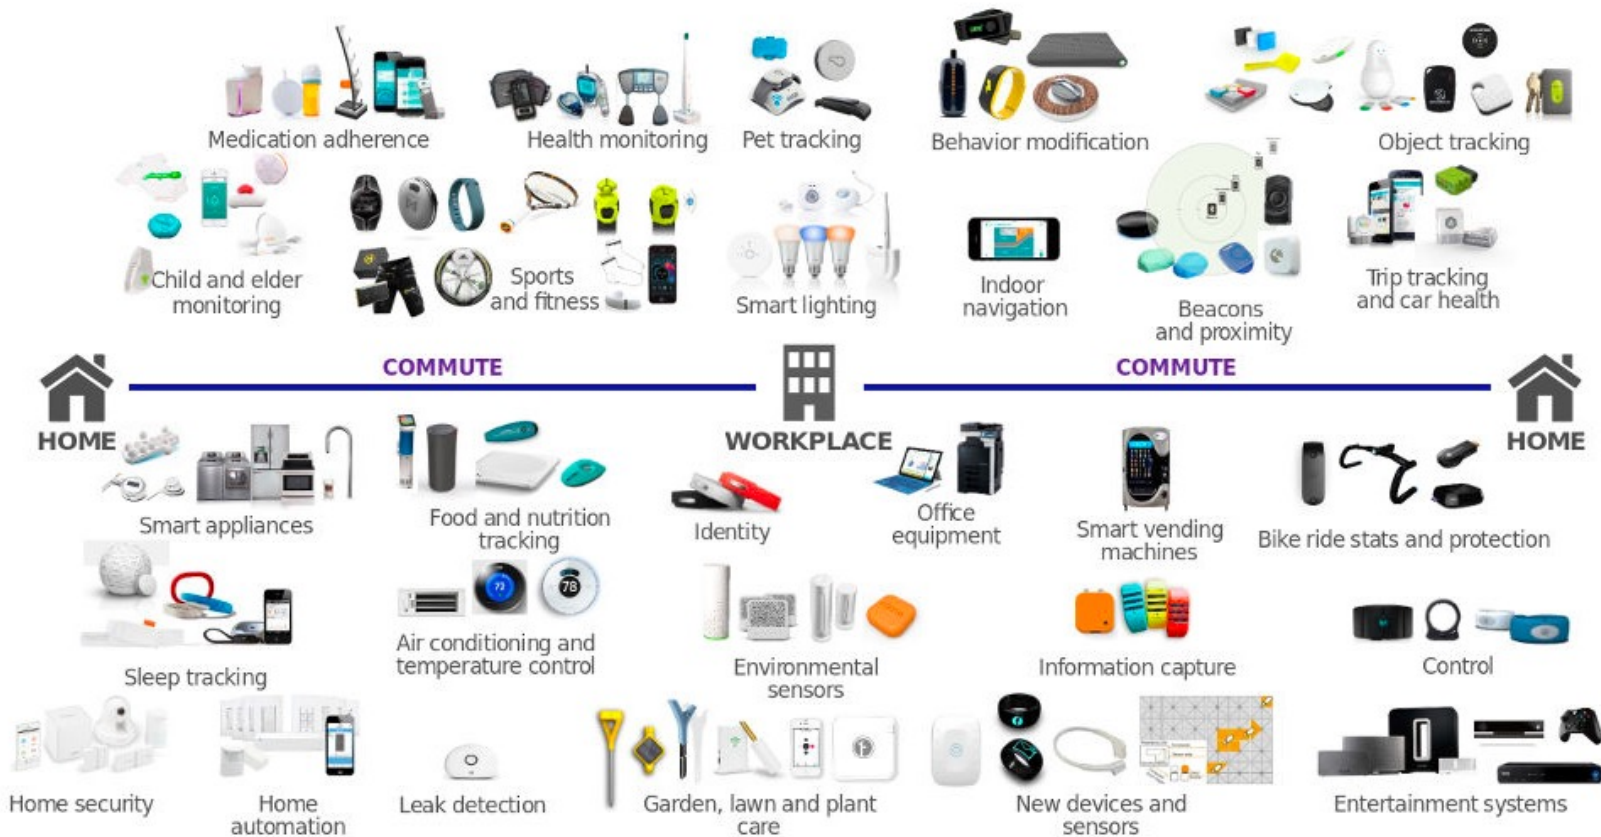 Medication adherence
Health monitoring
Pet tracking
Behavior modification
Object tracking
Child and elder
monitoring
Sports
and fitness
Smart lighting
Indoor
navigation
Beacons
and proximity
Trip tracking
and car health
COMMUTE
COMMUTE
HOME
WORKPLACE
HOME
Smart appliances
Food and nutrition
tracking
Identity
Office
equipment
Smart vending
machines
Bike ride stats and protection
72
78
Sleep tracking
Air conditioning and
temperature control
Environmental
sensors
Information capture
Control
Home security
Home
automation
Leak detection
Garden, lawn and plant
care
New devices and
sensors
Entertainment systems